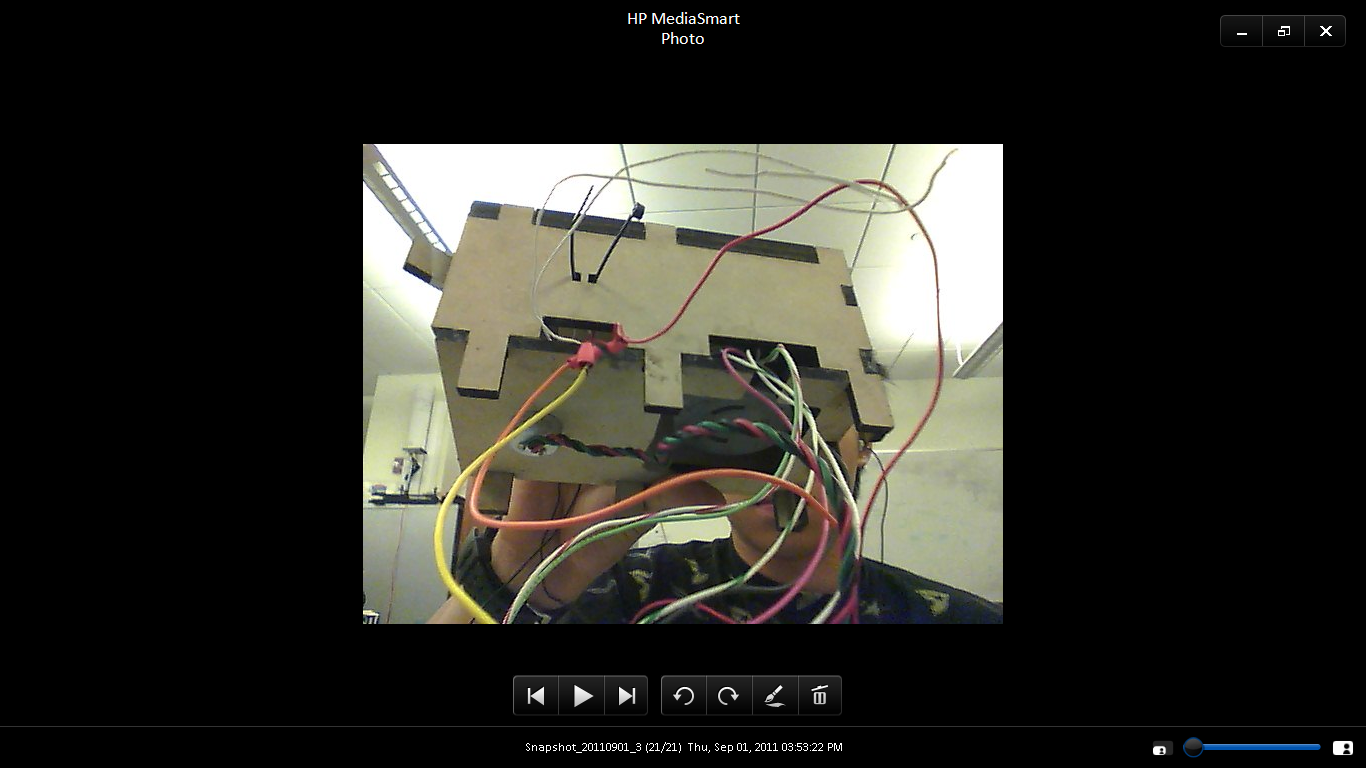 HP MediaSmart
Photo
Snapshot_20110901_3 (21/21) Thu, Sep 01, 2011 03:53:22 PM